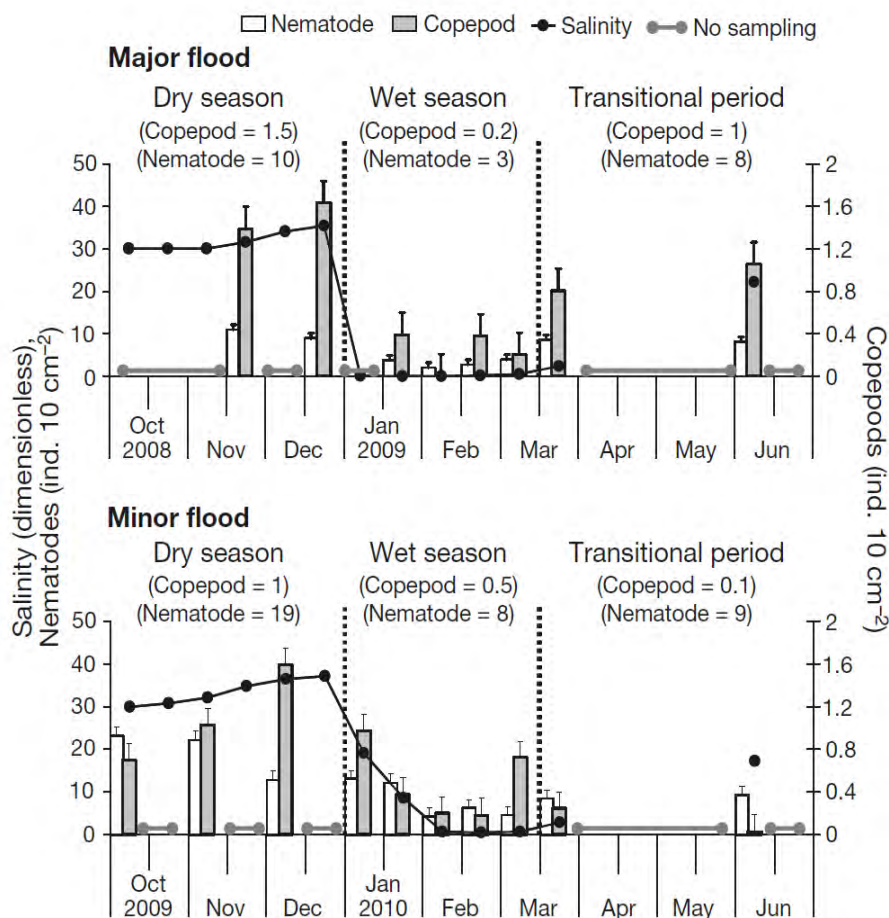 Nematode Copepod Salinity No sampling
Major flood
Dry season Wet season Transitional period
(Copepod = 1.5) (Copepod = 0.2) (Copepod = 1)
(Nematode = 10) (Nematode = 3) (Nematode = 8)
50 2
40 1.6
30 1.2
20 0.8
10 0.4
0 0
Oct Jan
2008 Nov Dec 2009 Feb Mar Apr May Jun
Salinity (dimensionless),
Nematodes (ind. 10 cm−2)
Copepods (ind. 10 cm−2)
Minor flood
Dry season Wet season Transitional period
(Copepod = 1) (Copepod = 0.5) (Copepod = 0.1)
(Nematode = 19) (Nematode = 8) (Nematode = 9)
50 2
40 1.6
30 1.2
20 0.8
10 0.4
0 0
Oct Jan
2009 Nov Dec 2010 Feb Mar Apr May Jun